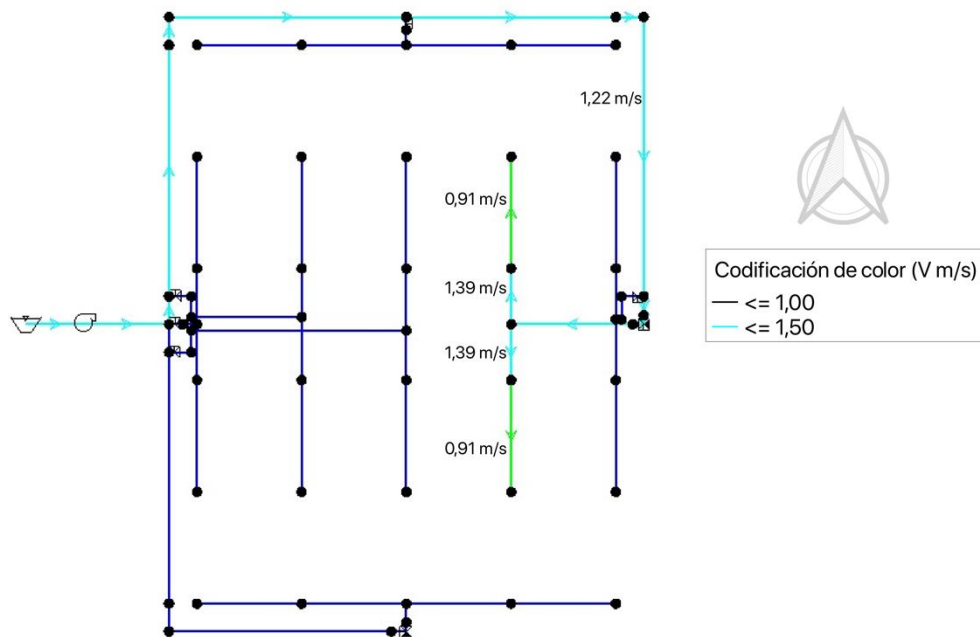 1,22 m/s
0,91 m/s
1,39 m/s
1,39 m/s
0,91 m/s
Codificación de color (V m/s)
<= 1,00
<= 1,50